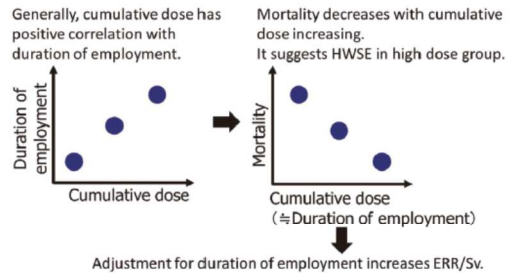 Generally, cumulative dose has
positive correlation with
duration of employment.
Duration of
employment
Cumulative dose
Mortality decreases with cumulative
dose increasing.
It suggests HWSE in high dose group.
Mortality
Cumulative dose
(≒Duration of employment)
Adjustment for duration of employment increases ERR/Sv.